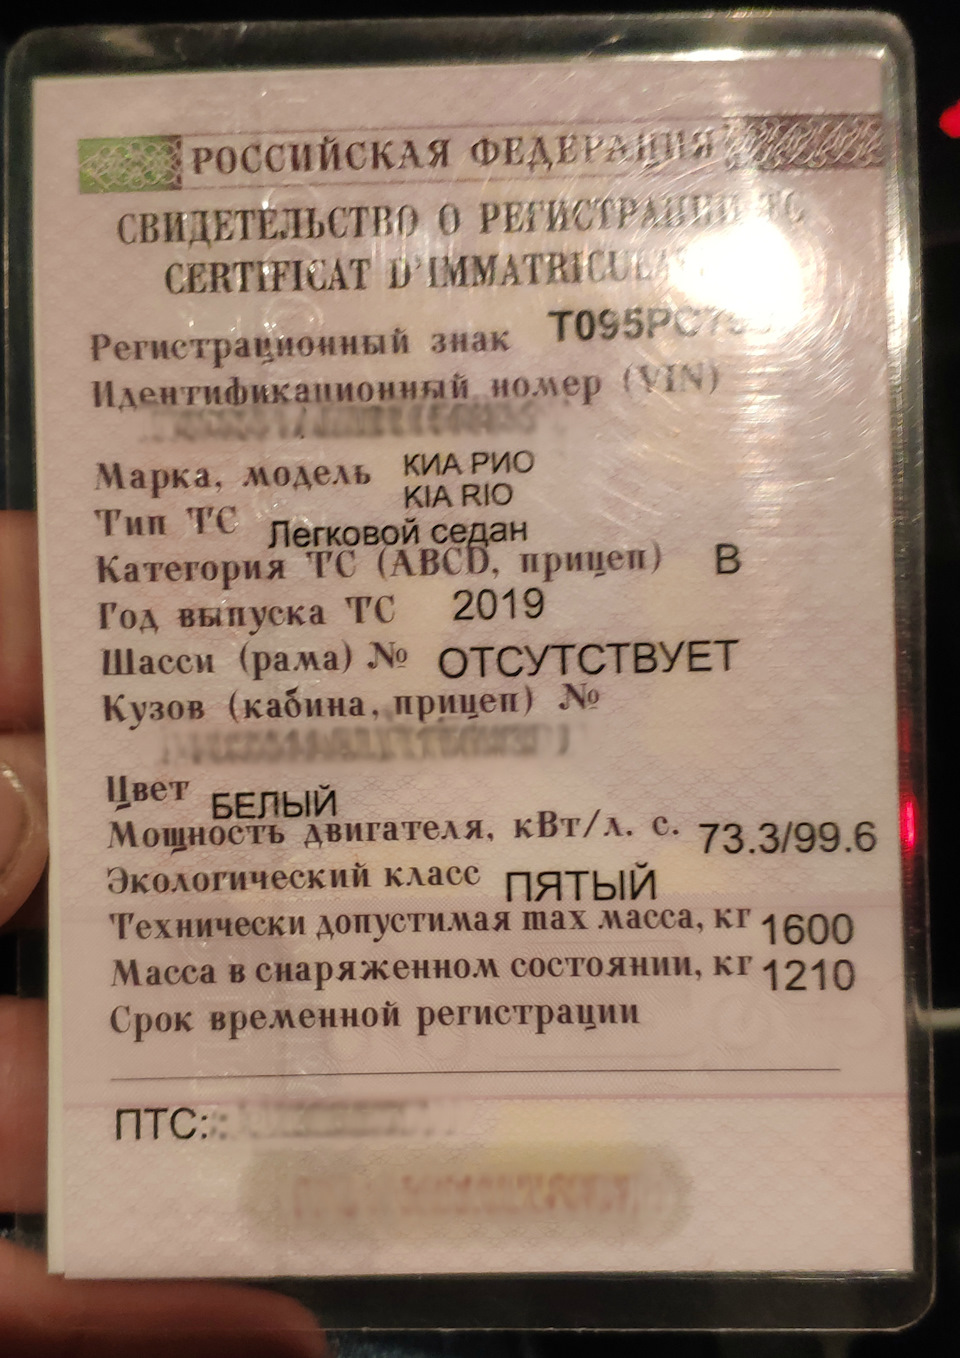 РОССИЙСКАЯ ФЕДЕРАЦИЯ
СВИДЕТЕЛЬСТВО О РЕГИСТРАЦИИ ТС
CERTIFICAT D'IMMATRICULA
Регистрационный знак
Идентификационный номер (VIN)
Марка, модель КИА РИО
KIA RIO
Тип ТС Легковой седан
Категория ТС (ABCD, прицеп) B
Год выпуска ТС 2019
Шасси (рама) № ОТСУТСТВУЕТ
Кузов (кабина, прицеп) №
Цвет БЕЛЫЙ
Мощность двигателя, кВт/л. с. 73.3/99.6
Экологический класс ПЯТЫЙ
Технически допустимая max масса, кг 1600
Масса в снаряженном состоянии, кг 1210
Срок временной регистрации
ПТС: